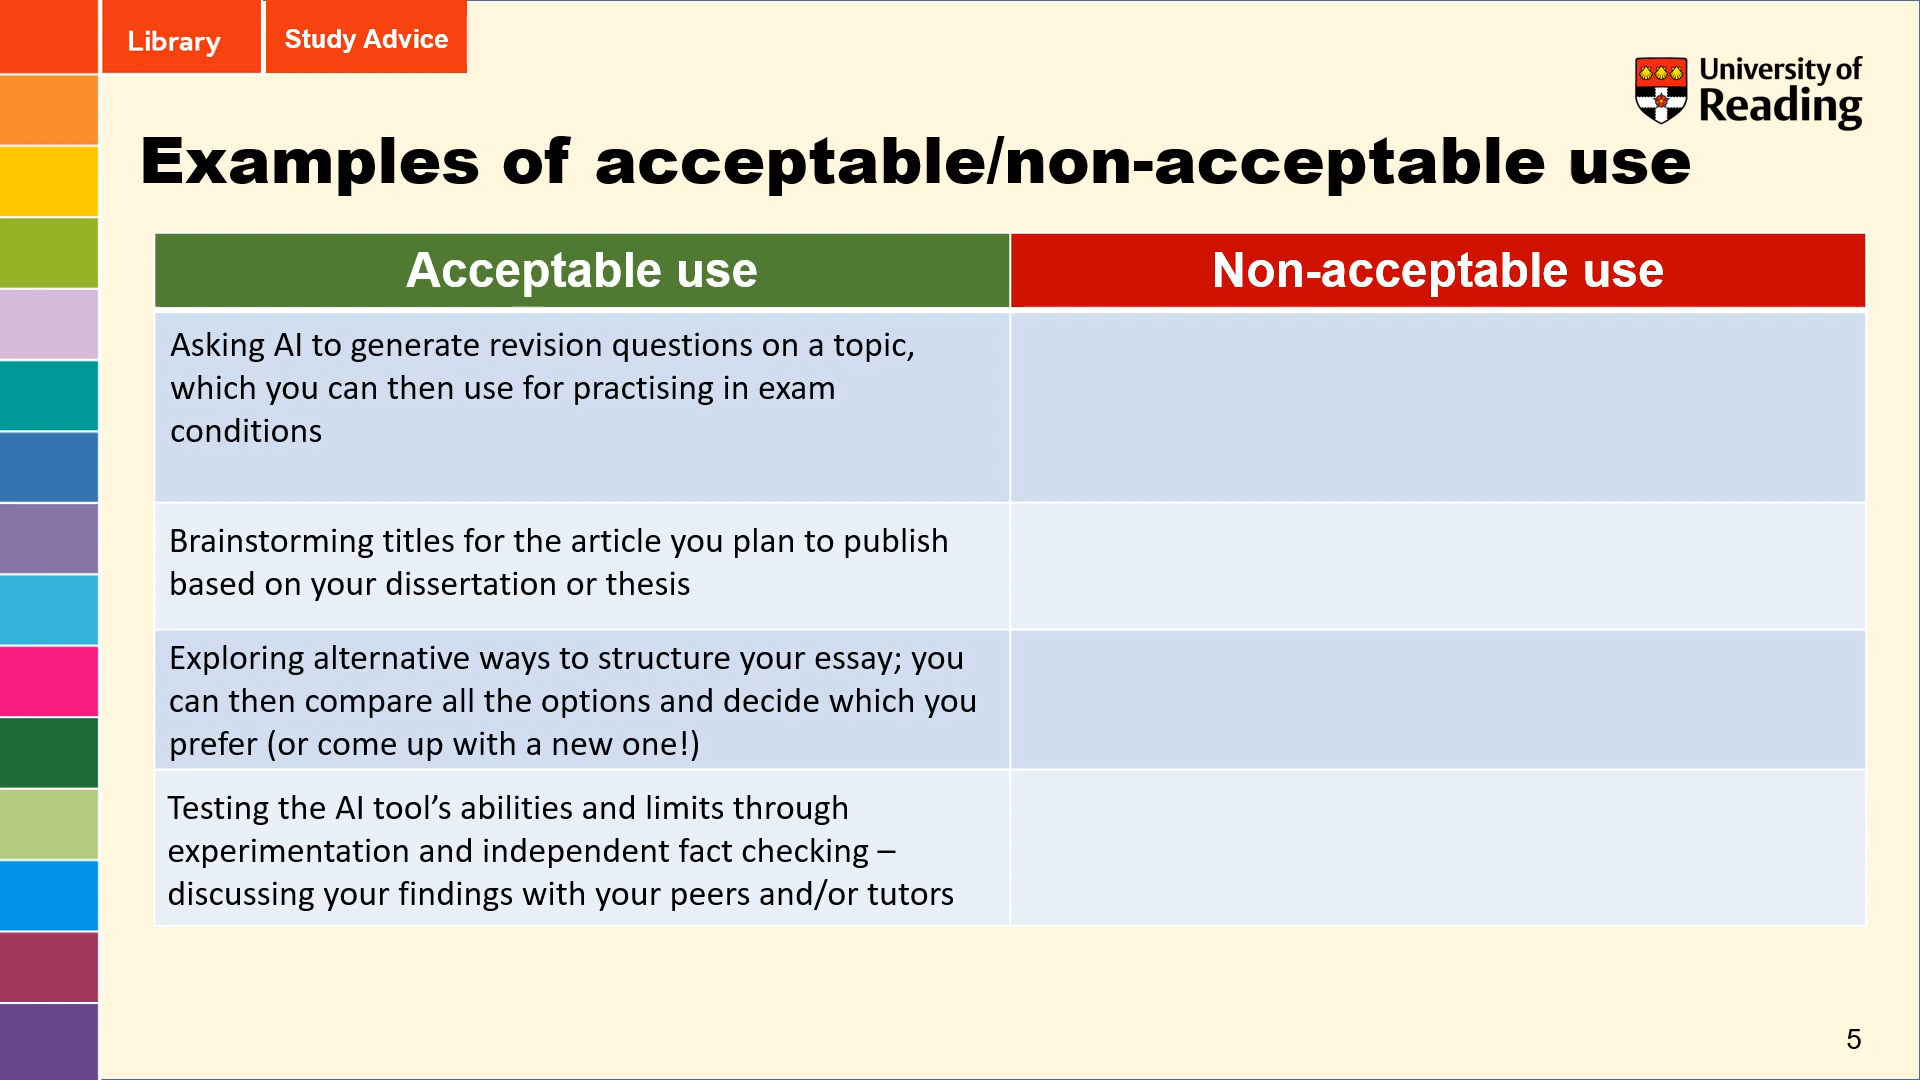 Library
Study Advice
University of
Reading
Examples of acceptable/non-acceptable use
Acceptable use
Non-acceptable use
Asking AI to generate revision questions on a topic,
which you can then use for practising in exam
conditions
Brainstorming titles for the article you plan to publish
based on your dissertation or thesis
Exploring alternative ways to structure your essay; you
can then compare all the options and decide which you
prefer (or come up with a new one!)
Testing the AI tool’s abilities and limits through
experimentation and independent fact checking –
discussing your findings with your peers and/or tutors
5